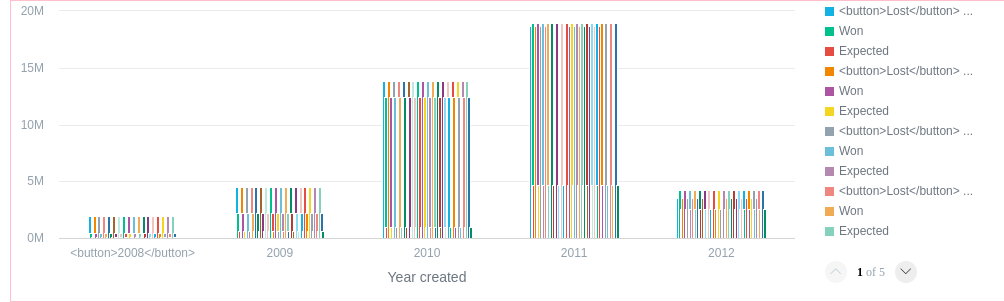 20M
15M
10M
5M
0M
<button>2008</button>
2009
2010
2011
2012
Year created
<button>Lost</button> ...
Won
Expected
<button>Lost</button> ...
Won
Expected
<button>Lost</button> ...
Won
Expected
<button>Lost</button> ...
Won
Expected
1 of 5